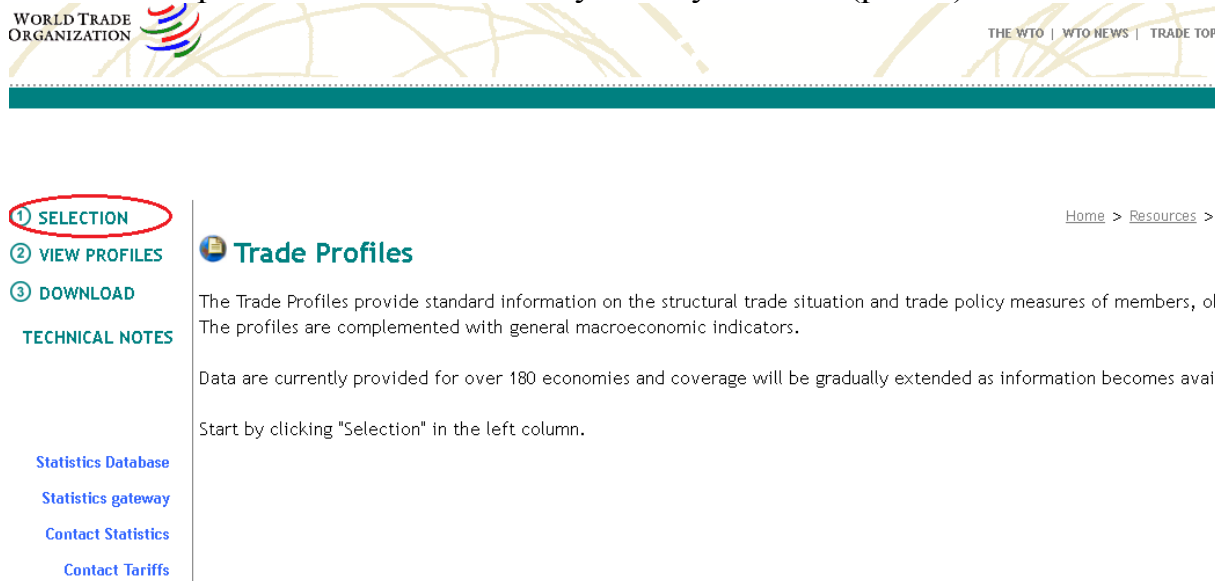 WORLD TRADE
ORGANIZATION
THE WTO | WTO NEWS | TRADE TOP
① SELECTION
Home > Resources >
② VIEW PROFILES
Trade Profiles
③ DOWNLOAD
The Trade Profiles provide standard information on the structural trade situation and trade policy measures of members, ob
The profiles are complemented with general macroeconomic indicators.
TECHNICAL NOTES
Data are currently provided for over 180 economies and coverage will be gradually extended as information becomes avai
Start by clicking "Selection" in the left column.
Statistics Database
Statistics gateway
Contact Statistics
Contact Tariffs